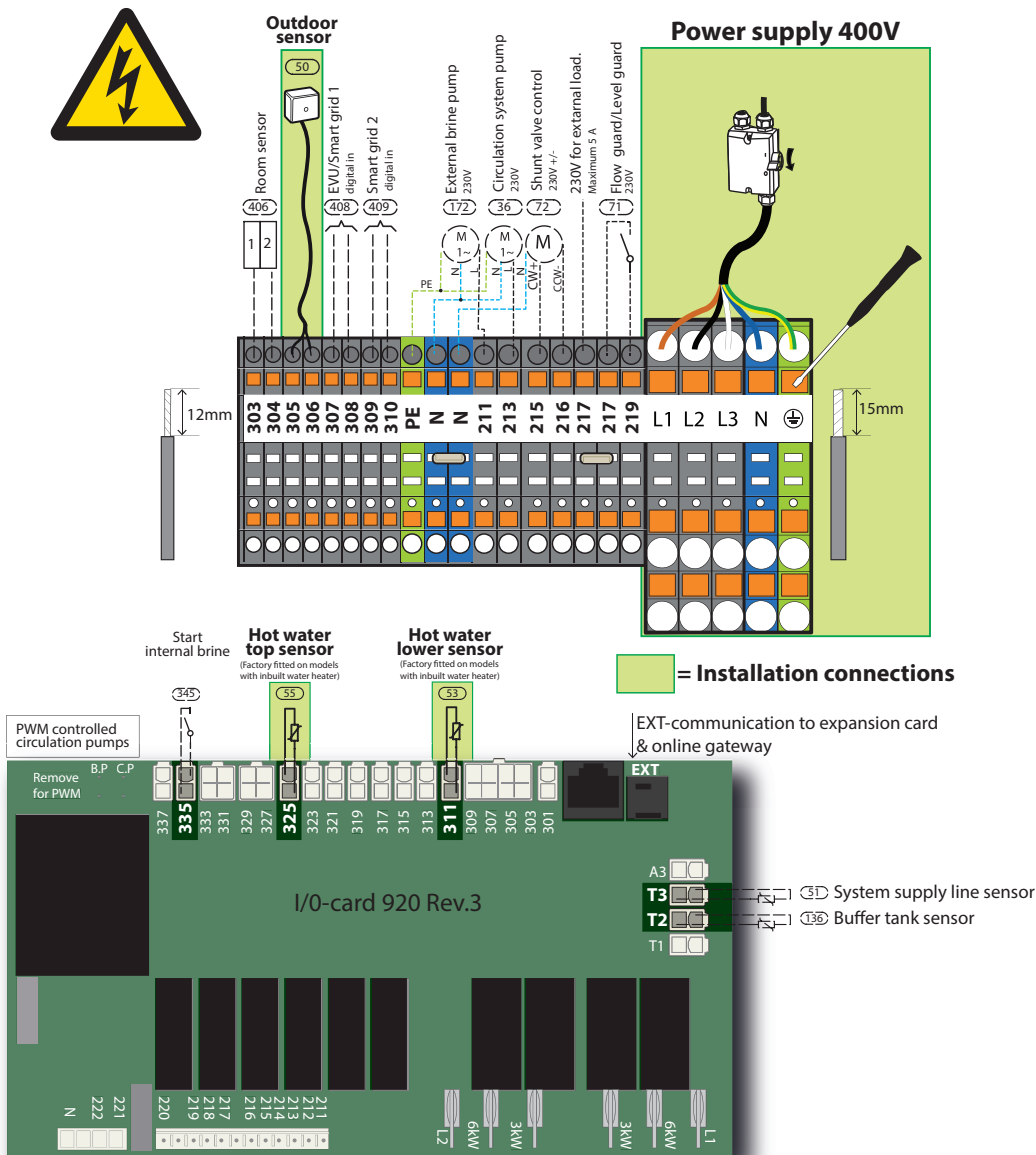 Outdoor
sensor
50
Power supply 400V
Room sensor
406
EVU/Smart grid 1
digital in
408
Smart grid 2
digital in
409
External brine pump
230V
172
Circulation system pump
230V
36
Shunt valve control
230V +/-
72
230V for extarnal load.
Maximum 5 A
Flow guard/Level guard
230V
71
1 2
M
1~
M
1~
M
PE
N
L
N
L
N
CW+
CCW-
12mm
303 304 305 306 307 308 309 310 PE N N 211 213 215 216 217 217 219 L1 L2 L3 N
15mm
Start
internal brine
345
Hot water
top sensor
(Factory fitted on models
with inbuilt water heater)
55
Hot water
lower sensor
(Factory fitted on models
with inbuilt water heater)
53
= Installation connections
PWM controlled
circulation pumps
EXT-communication to expansion card
& online gateway
Remove
for PWM
B.P C.P
EXT
337 335 333 331 329 327 325 323 321 319 317 315 313 311 309 307 305 303 301
I/0-card 920 Rev.3
A3
T3
51 System supply line sensor
T2
136 Buffer tank sensor
T1
N 222 221 220 219 218 217 216 215 214 213 212 211
L2 6kW 3kW 3kW 6kW L1